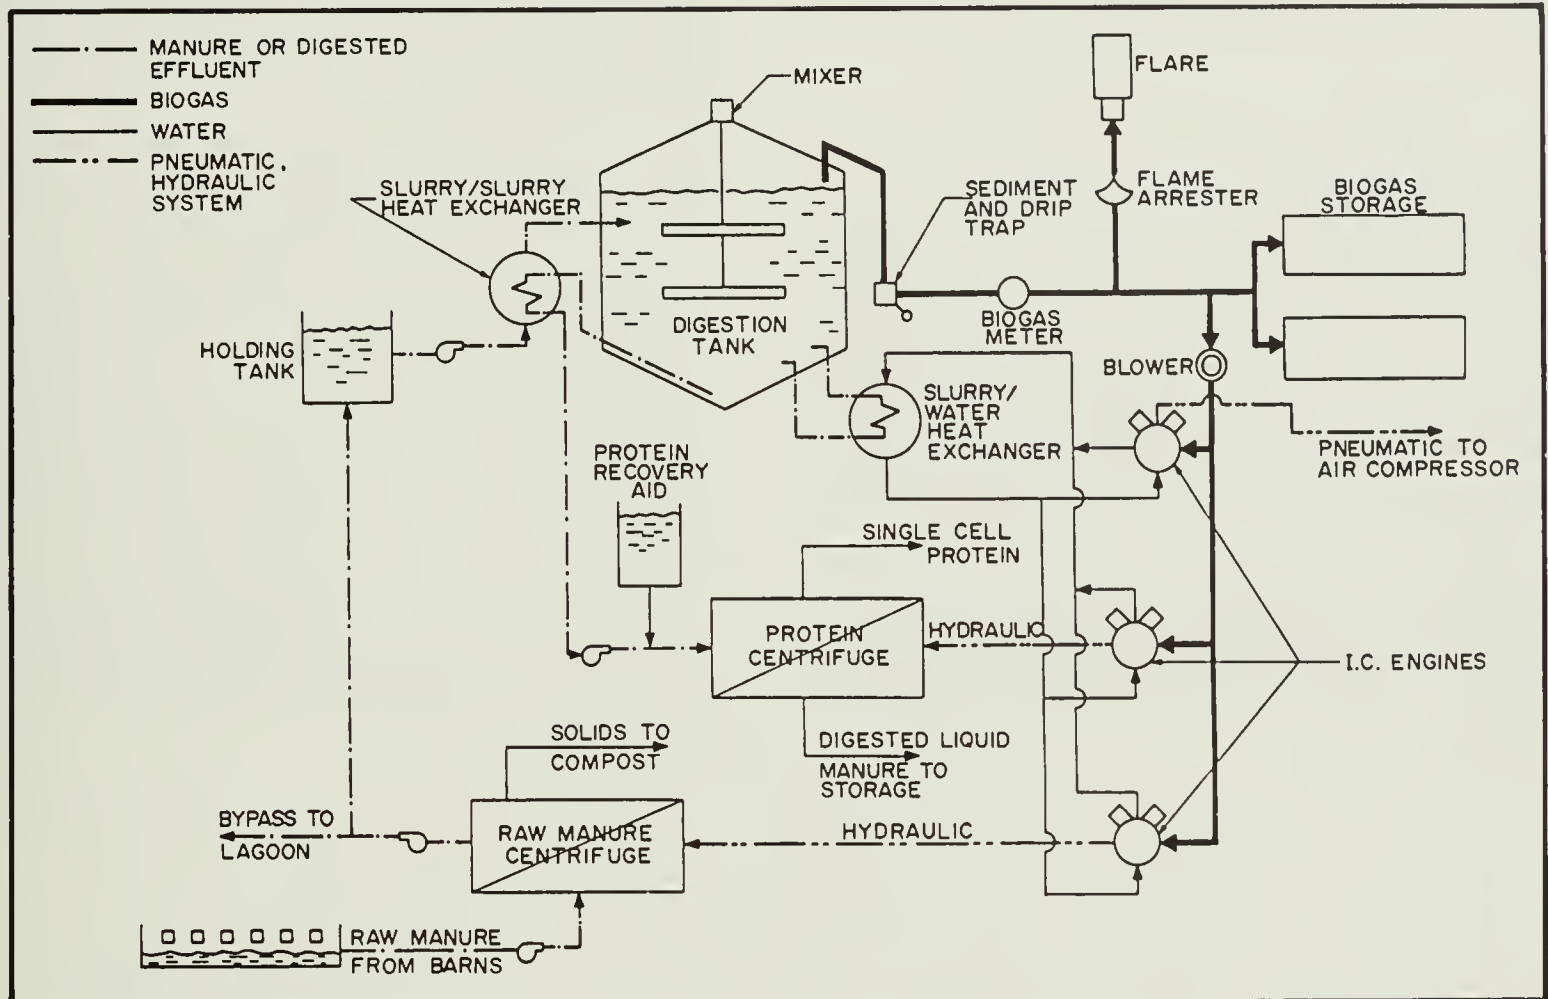 MANURE OR DIGESTED
EFFLUENT
BIOGAS
WATER
PNEUMATIC,
HYDRAULIC
SYSTEM
MIXER
FLARE
SLURRY/SLURRY
HEAT EXCHANGER
SEDIMENT
AND DRIP
TRAP
FLAME
ARRESTER
BIOGAS
STORAGE
HOLDING
TANK
DIGESTION
TANK
BIOGAS
METER
BLOWER
SLURRY/
WATER
HEAT
EXCHANGER
PNEUMATIC TO
AIR COMPRESSOR
PROTEIN
RECOVERY
AID
SINGLE CELL
PROTEIN
PROTEIN
CENTRIFUGE
HYDRAULIC
I.C. ENGINES
SOLIDS TO
COMPOST
DIGESTED LIQUID
MANURE TO
STORAGE
BYPASS TO
LAGOON
RAW MANURE
CENTRIFUGE
HYDRAULIC
RAW MANURE
FROM BARNS